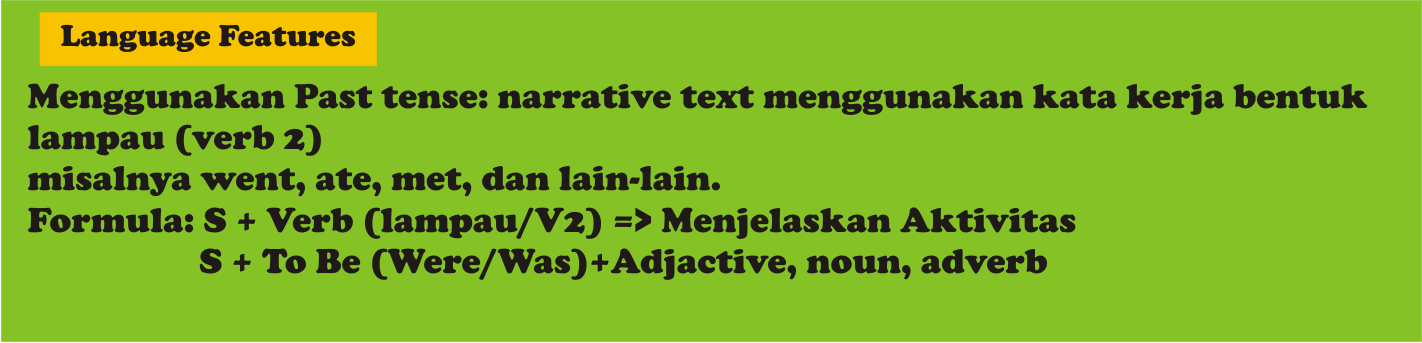 Language Features
Menggunakan Past tense: narrative text menggunakan kata kerja bentuk
lampau (verb 2)
misalnya went, ate, met, dan lain-lain.
Formula: S + Verb (lampau/V2) => Menjelaskan Aktivitas
S + To Be (Were/Was)+Adjactive, noun, adverb